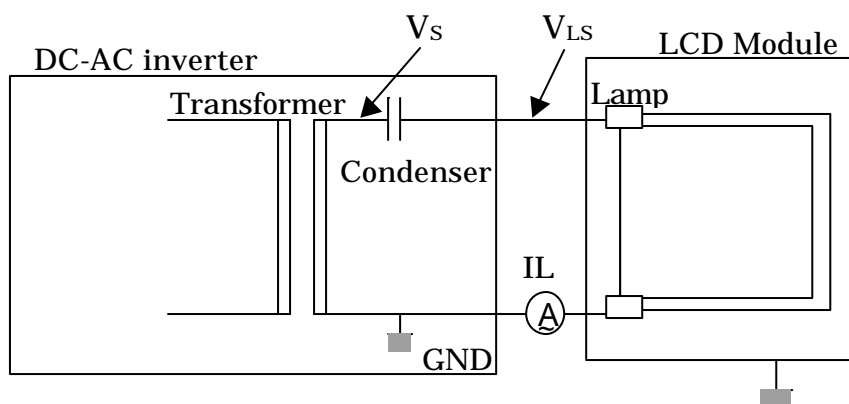 VS
VLS
LCD Module
DC-AC inverter
Transformer
Lamp
Condenser
IL
A
GND